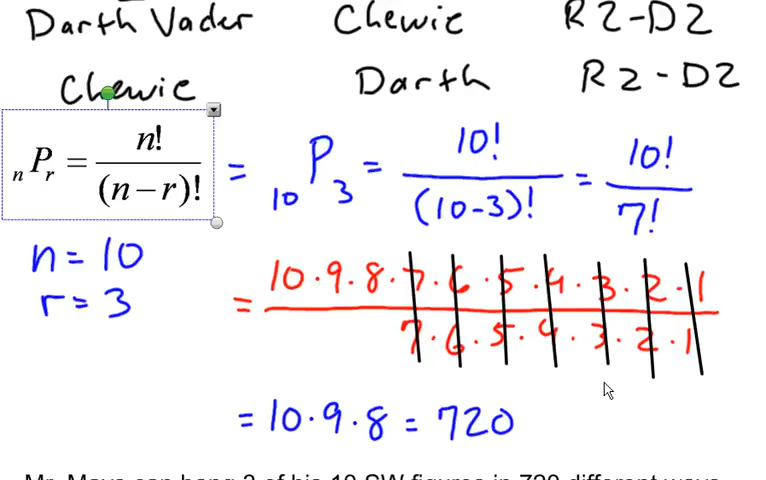 Darth Vader Chewie R2-D2
Chewie Darth R2-D2
nPr = n! / (n-r)! = 10P3 = 10! / (10-3)! = 10! / 7!
n = 10
r = 3
= 10·9·8·7·6·5·4·3·2·1 / 7·6·5·4·3·2·1
= 10·9·8 = 720